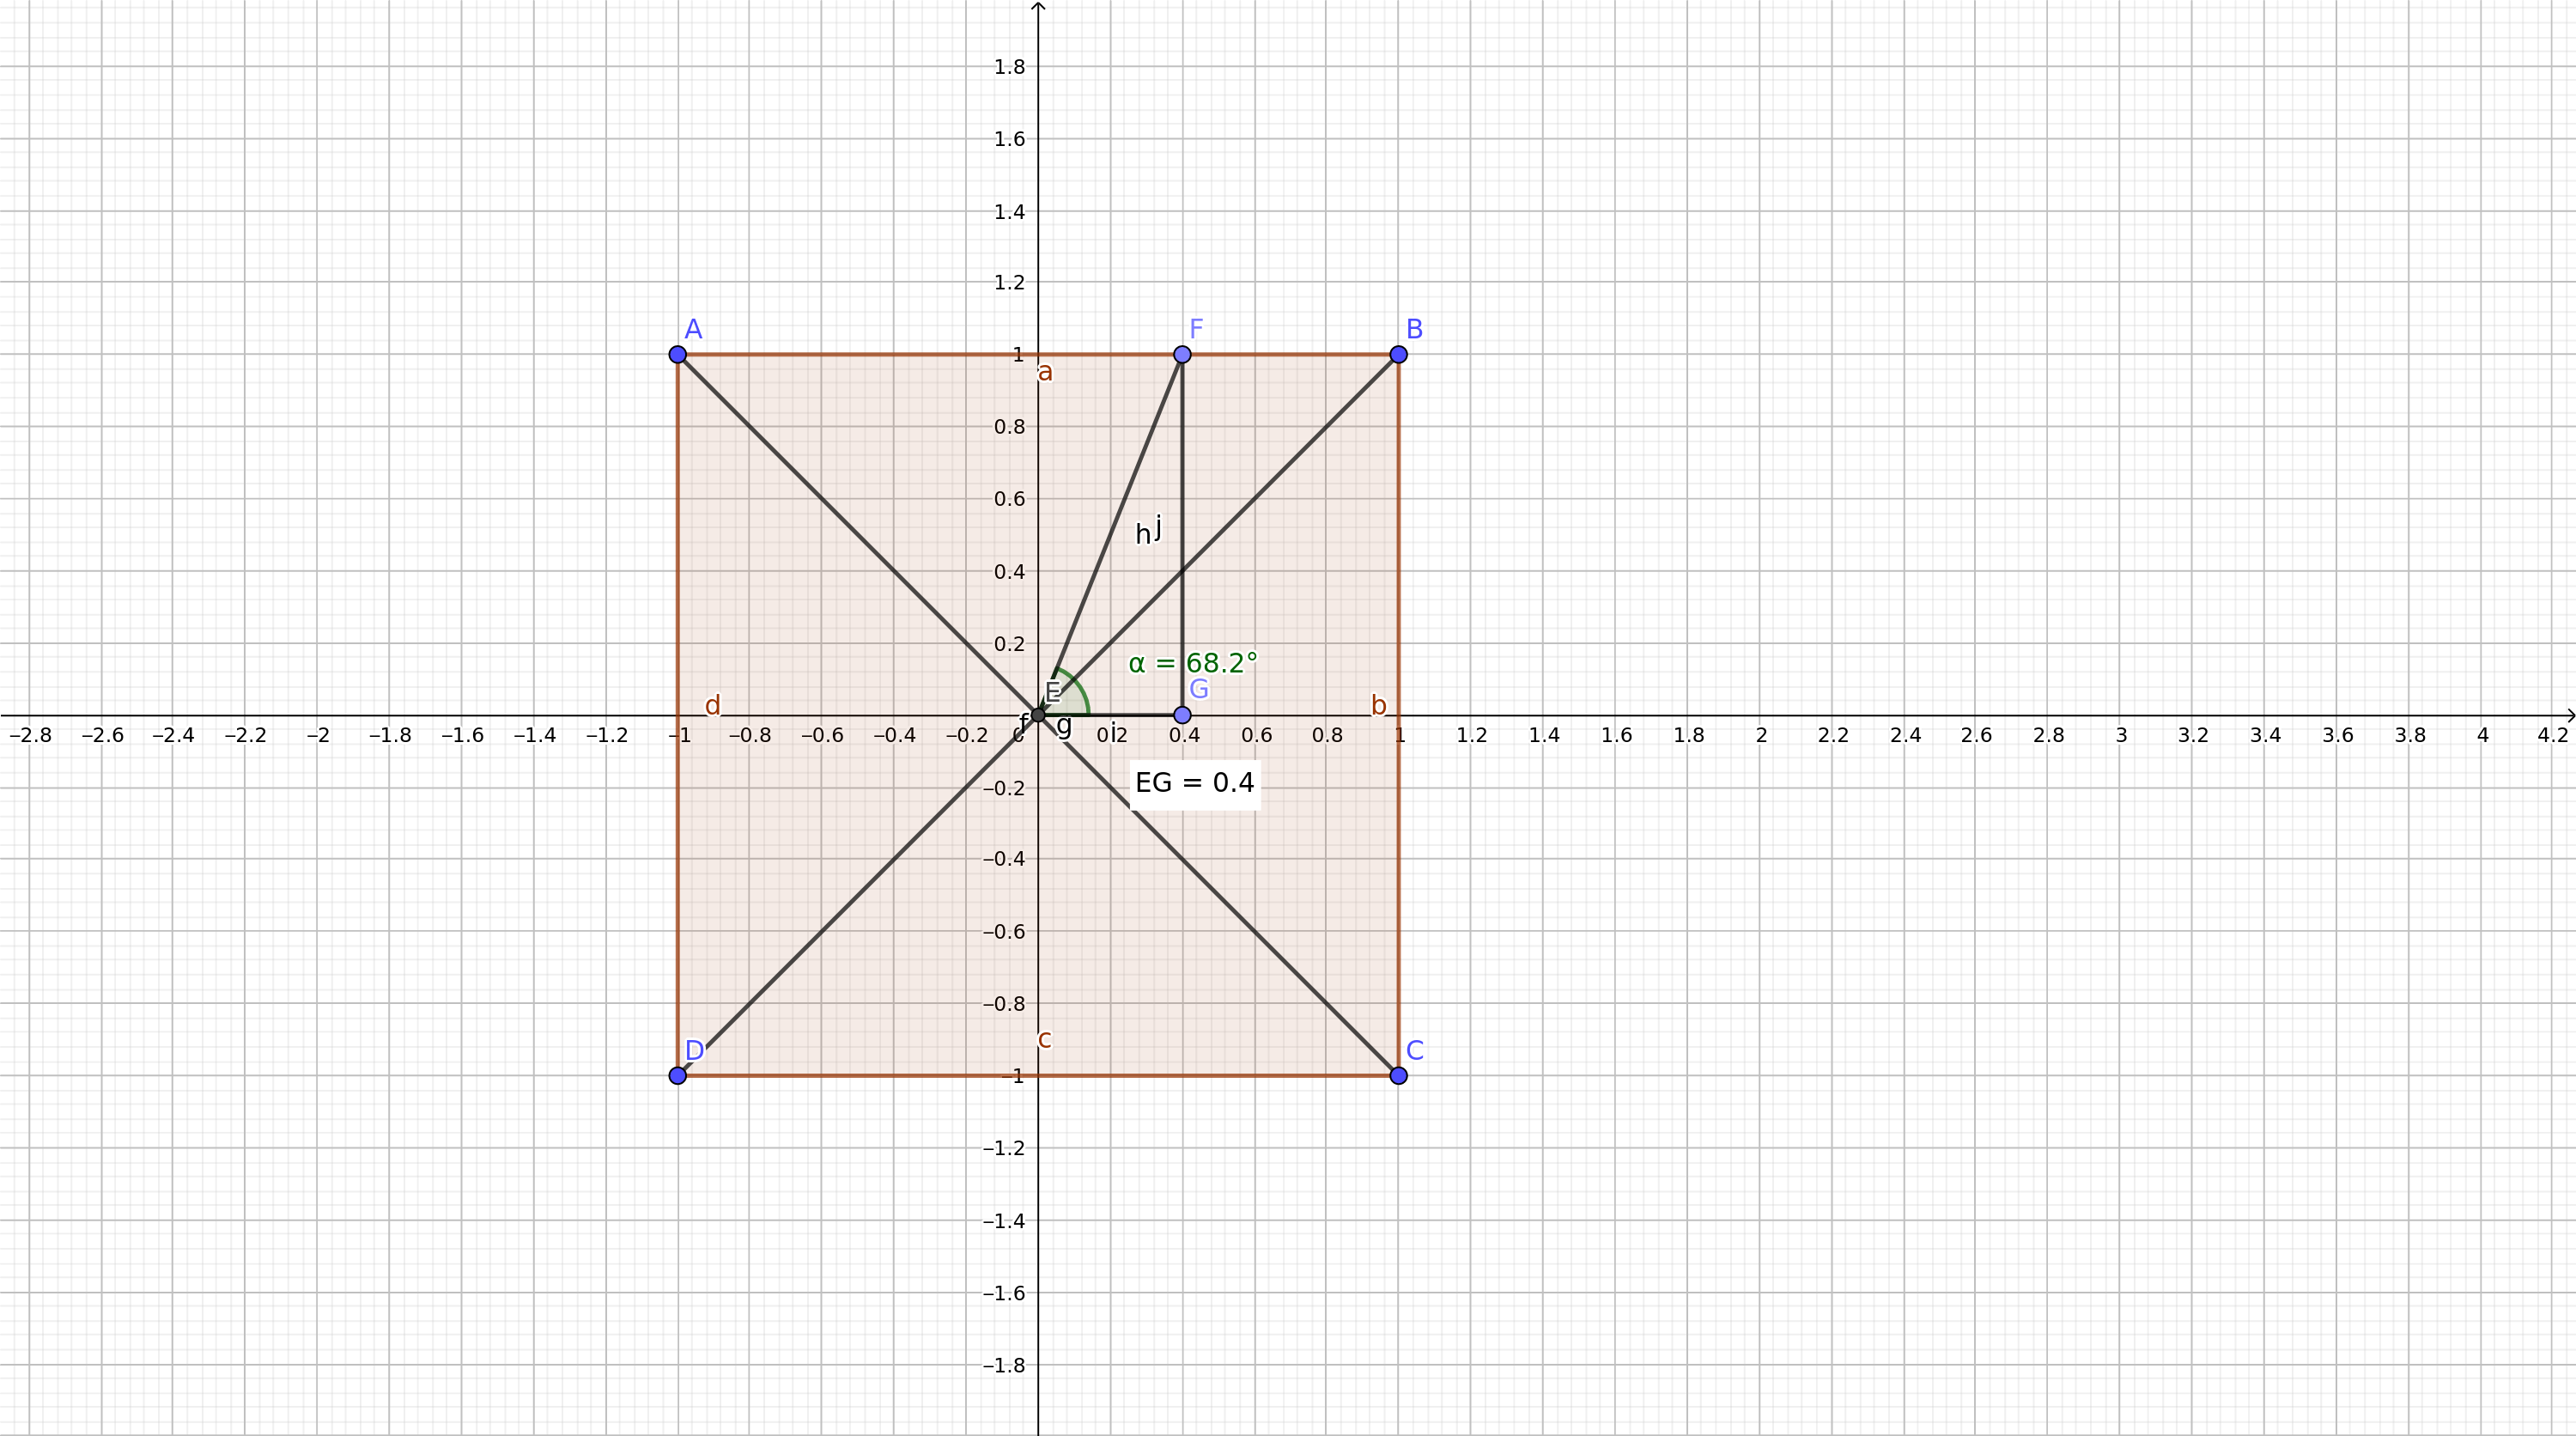 1.8
1.6
1.4
1.2
A F B
1
a
0.8
0.6
h j
0.4
0.2
α = 68.2°
E G
d b
f g i
−2.8 −2.6 −2.4 −2.2 −2 −1.8 −1.6 −1.4 −1.2 −1 −0.8 −0.6 −0.4 −0.2 0 0.2 0.4 0.6 0.8 1 1.2 1.4 1.6 1.8 2 2.2 2.4 2.6 2.8 3 3.2 3.4 3.6 3.8 4 4.2
EG = 0.4
−0.2
−0.4
−0.6
−0.8
c
D C
−1
−1.2
−1.4
−1.6
−1.8